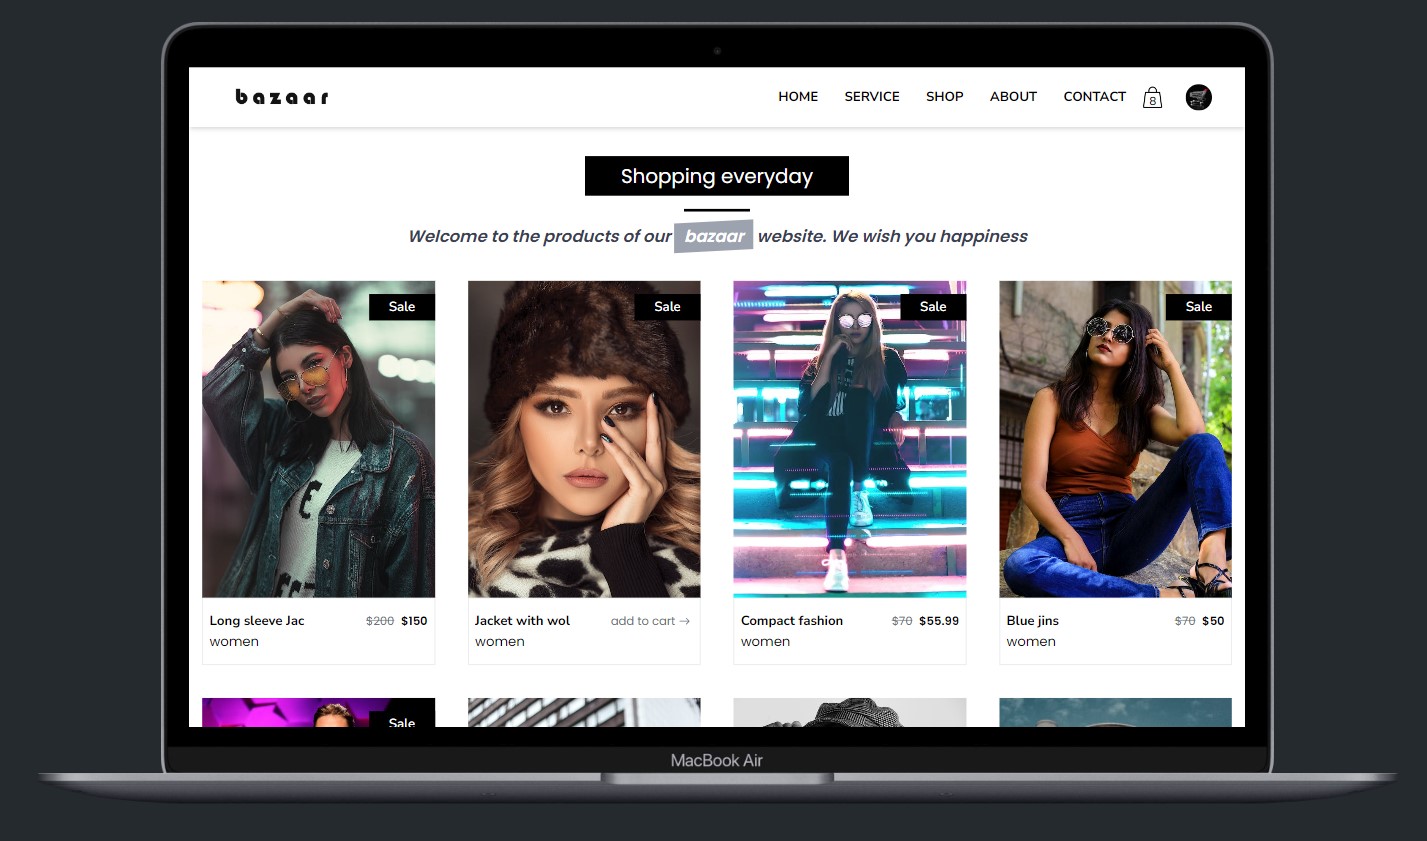 bazaar
HOME SERVICE SHOP ABOUT CONTACT 8
Shopping everyday
Welcome to the products of our bazaar website. We wish you happiness
Sale Sale Sale Sale
Long sleeve Jac $200 $150 Jacket with wol add to cart → Compact fashion $70 $55.99 Blue jins $70 $50
women women women women
Sale
MacBook Air